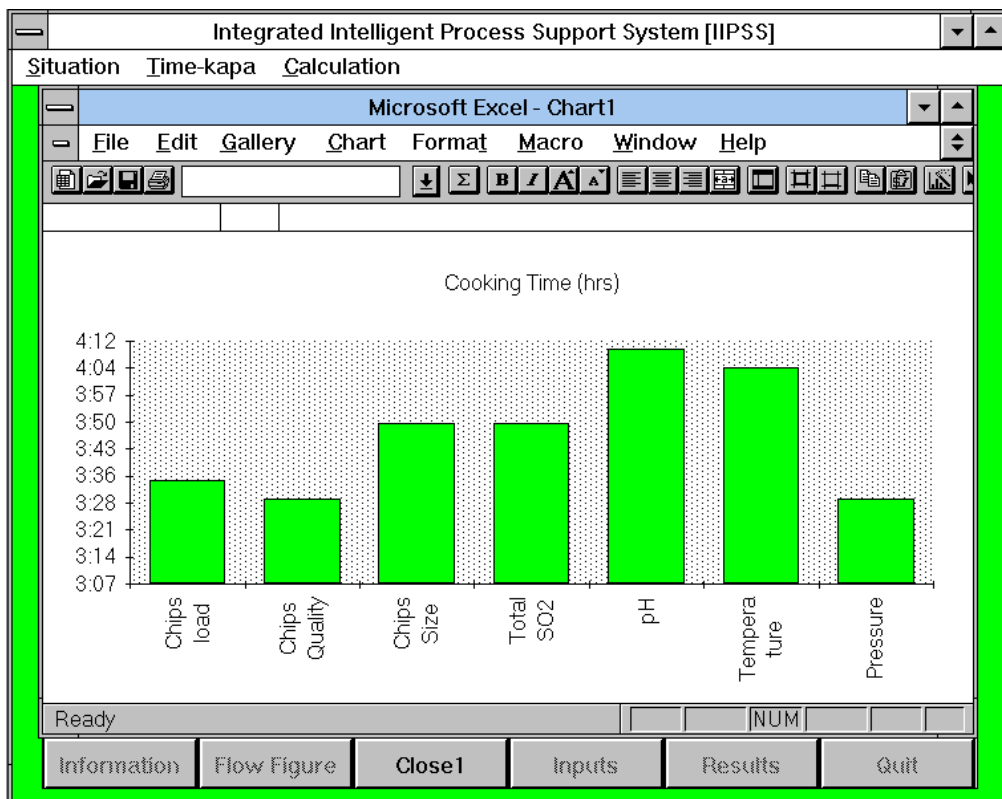 Integrated Intelligent Process Support System [IIPSS]
Situation Time-kapa Calculation
Microsoft Excel - Chart1
File Edit Gallery Chart Format Macro Window Help
Σ B I A A a
Cooking Time (hrs)
4:12
4:04
3:57
3:50
3:43
3:36
3:28
3:21
3:14
3:07
Chips
load
Chips
Quality
Chips
Size
Total
SO2
pH
Tempera
ture
Pressure
Ready NUM
Information Flow Figure Close1 Inputs Results Quit